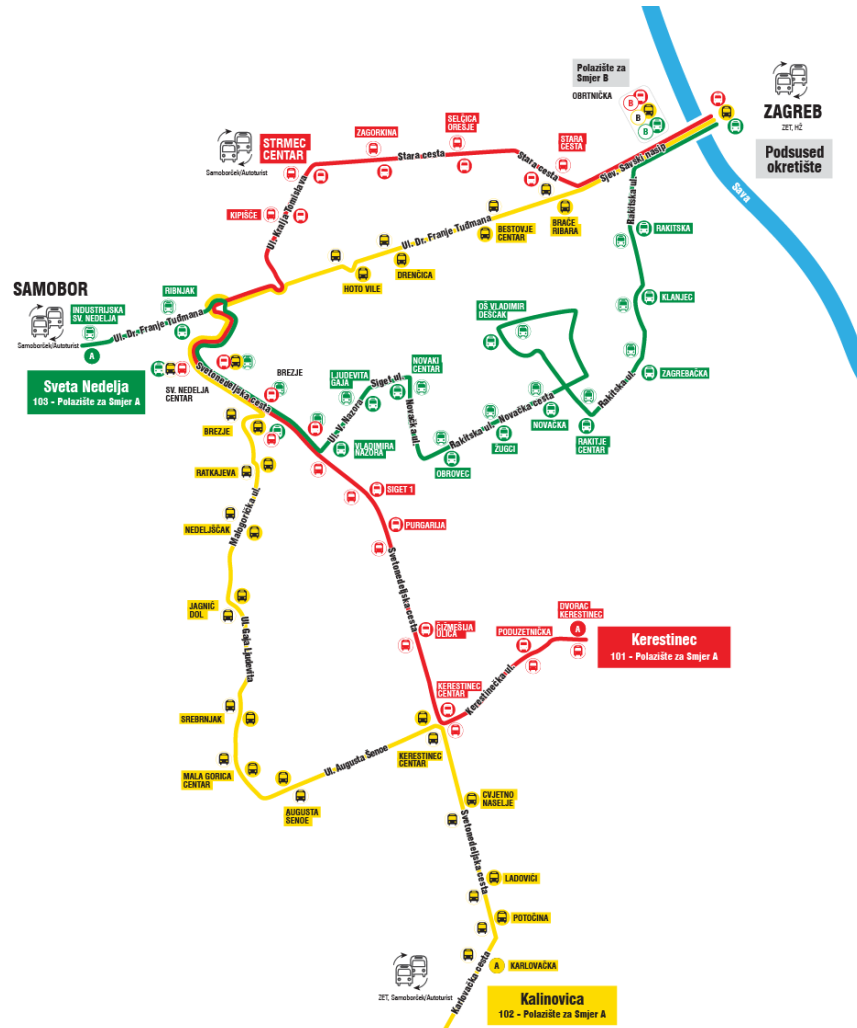 Polazište za
Smjer B
OBRTNIČKA
B
B
B
ZAGREB
ZET, HŽ
Podsused
okretište
Sava
SELČICA
OREŠJE
ZAGORKINA
STARA
CESTA
STRMEC
CENTAR
Samoborček/Autoturist
Stara cesta
Stara cesta
Sjev. Savski nasip
KIPIŠĆE
Ul. Kralja Tomislava
Rakitska ul.
BRAĆE
RIBARA
BESTOVJE
CENTAR
RAKITSKA
Ul. Dr. Franje Tuđmana
DRENČICA
HOTO VILE
SAMOBOR
Samoborček/Autoturist
INDUSTRIJSKA
SV. NEDELJA
RIBNJAK
Ul. Dr. Franje Tuđmana
A
KLANJEC
OŠ VLADIMIR
DEŠČAK
Sveta Nedelja
103 - Polazište za Smjer A
SV. NEDELJA
CENTAR
Svetonedeljska cesta
BREZJE
LJUDEVITA
GAJA
Siget ul.
NOVAKI
CENTAR
Rakitska ul.
ZAGREBAČKA
BREZJE
Ul. V. Nazora
Novačka ul.
Rakitska ul.
Novačka cesta
NOVAČKA
VLADIMIRA
NAZORA
ŽUGCI
RAKITJE
CENTAR
OBROVEC
RATKAJEVA
SIGET 1
Malogorička ul.
NEDELJŠČAK
PURGARIJA
Svetonedeljska cesta
JAGNIĆ
DOL
Ul. Gaja Ljudevita
ULICA
PODUZETNIČKA
DVORAC
KERESTINEC
A
Kerestinec
101 - Polazište za Smjer A
KERESTINEC
CENTAR
Kerestinečka ul.
SREBRNJAK
MALA GORICA
CENTAR
Ul. Augusta Šenoe
KERESTINEC
CENTAR
AUGUSTA
ŠENOE
CVJETNO
NASELJE
Svetonedeljska cesta
LADOVIĆI
POTOČINA
A
KARLOVAČKA
ZET, Samoborček/Autoturist
Karlovačka cesta
Kalinovica
102 - Polazište za Smjer A